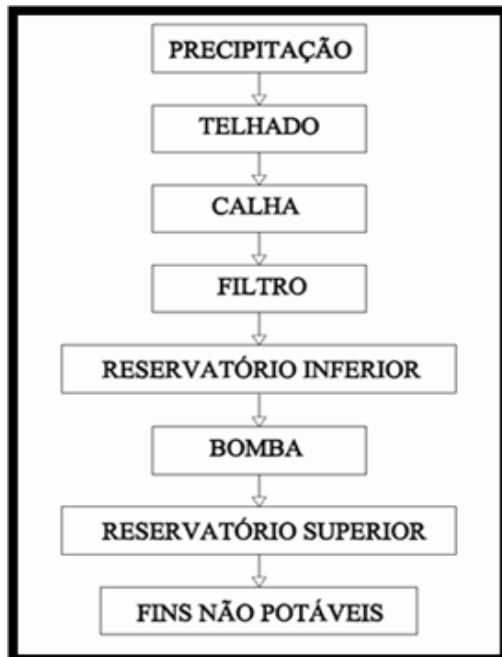 PRECIPITAÇÃO
TELHADO
CALHA
FILTRO
RESERVATÓRIO INFERIOR
BOMBA
RESERVATÓRIO SUPERIOR
FINS NÃO POTÁVEIS